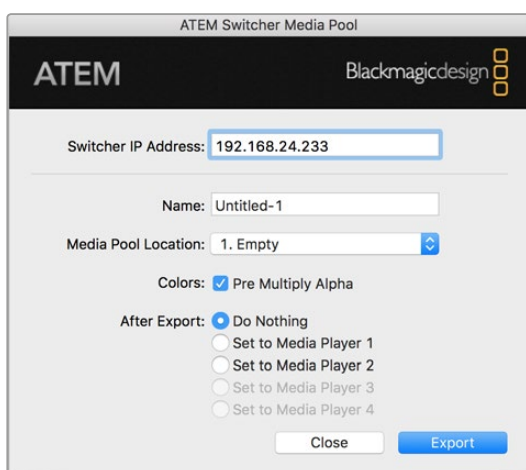 ATEM Switcher Media Pool
ATEM
Blackmagicdesign
Switcher IP Address: 192.168.24.233
Name: Untitled-1
Media Pool Location: 1. Empty
Colors: Pre Multiply Alpha
After Export: Do Nothing
Set to Media Player 1
Set to Media Player 2
Set to Media Player 3
Set to Media Player 4
Close Export